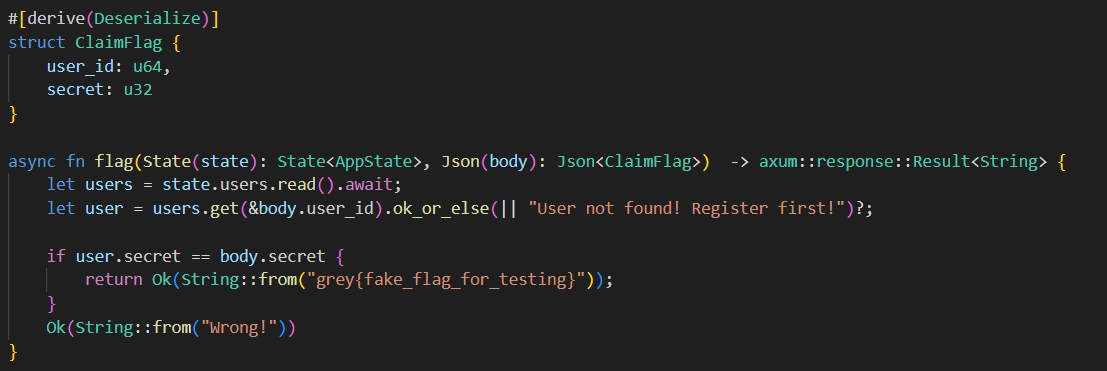 #[derive(Deserialize)]
struct ClaimFlag {
    user_id: u64,
    secret: u32
}

async fn flag(State(state): State<AppState>, Json(body): Json<ClaimFlag>)  -> axum::response::Result<String> {
    let users = state.users.read().await;
    let user = users.get(&body.user_id).ok_or_else(|| "User not found! Register first!")?;

    if user.secret == body.secret {
        return Ok(String::from("grey{fake_flag_for_testing}"));
    }
    Ok(String::from("Wrong!"))
}